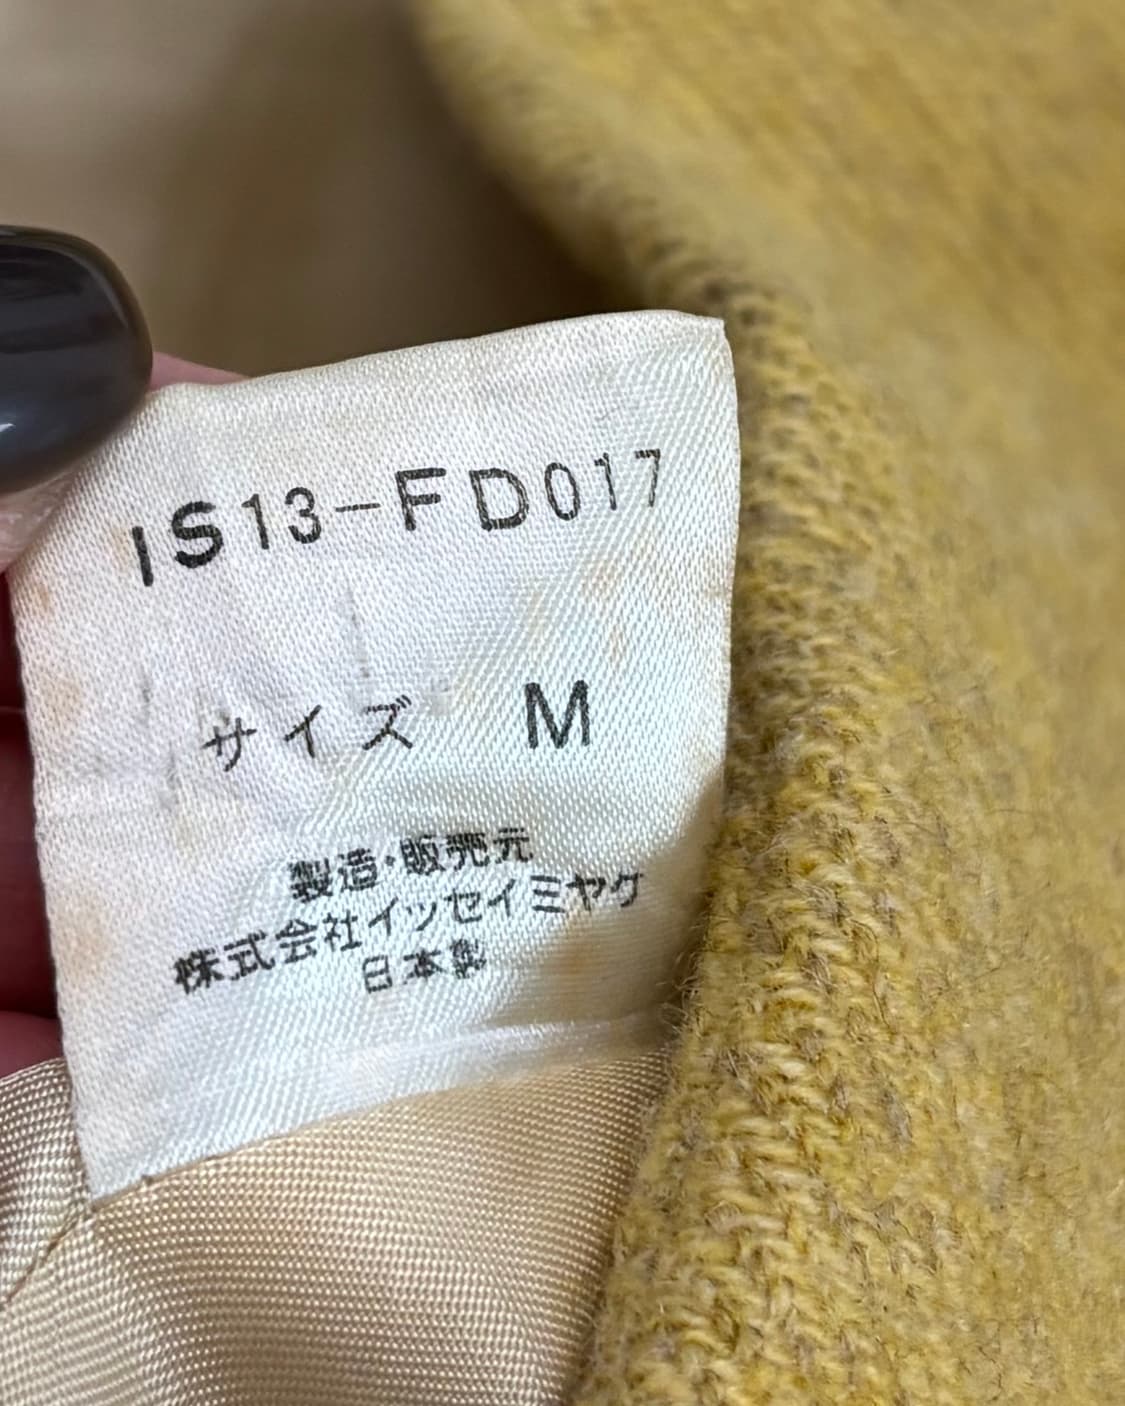 IS13-FD017
サイズ M
製造・販売元
株式会社イッセイミヤケ
日本製